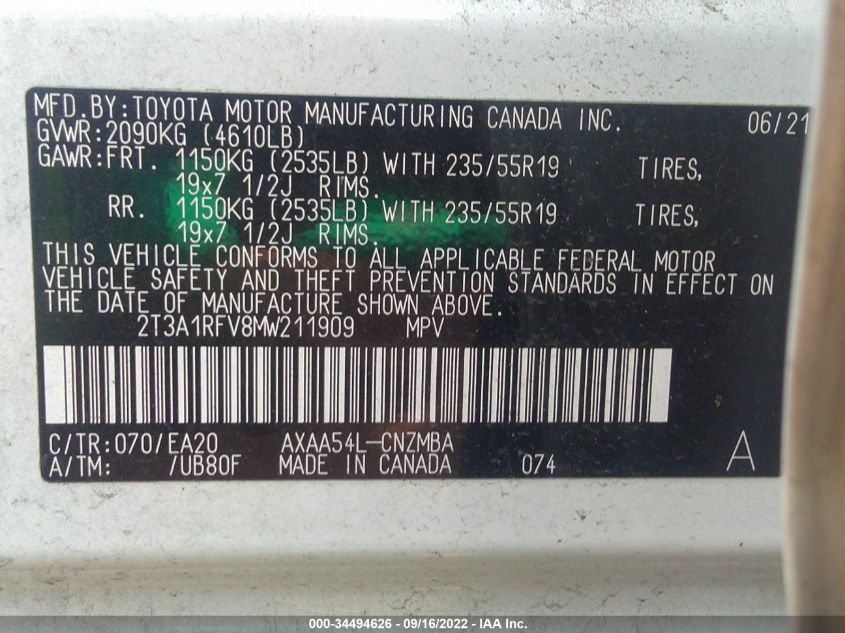 MFD.BY:TOYOTA MOTOR MANUFACTURING CANADA INC. 06/21
GVWR:2090KG (4610LB)
GAWR:FRT. 1150KG (2535LB) WITH 235/55R19 TIRES,
19x7 1/2J RIMS.
RR. 1150KG (2535LB) WITH 235/55R19 TIRES,
19x7 1/2J RIMS.
THIS VEHICLE CONFORMS TO ALL APPLICABLE FEDERAL MOTOR
VEHICLE SAFETY AND THEFT PREVENTION STANDARDS IN EFFECT ON
THE DATE OF MANUFACTURE SHOWN ABOVE.
2T3A1RFV8MW211909 MPV
C/TR:070/EA20 AXAA54L-CNZMBA
A/TM: /UB80F MADE IN CANADA 074 A
000-34494626 - 09/16/2022 - IAA Inc.